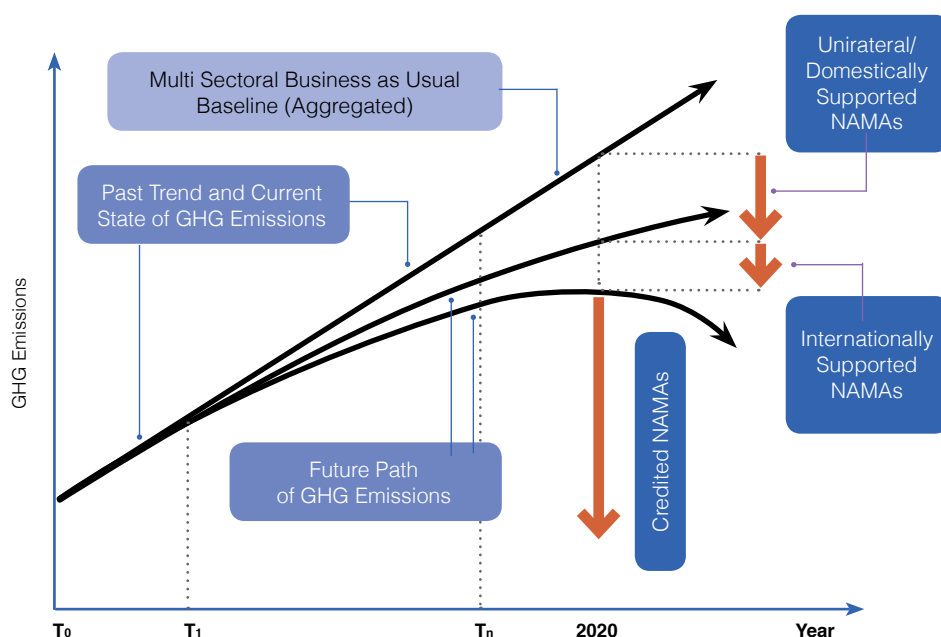 Unirateral/
Domestically
Supported
NAMAs
Multi Sectoral Business as Usual
Baseline (Aggregated)
Past Trend and Current
State of GHG Emissions
GHG Emissions
Internationally
Supported
NAMAs
Credited NAMAs
Future Path
of GHG Emissions
T0
T1
Tn
2020
Year